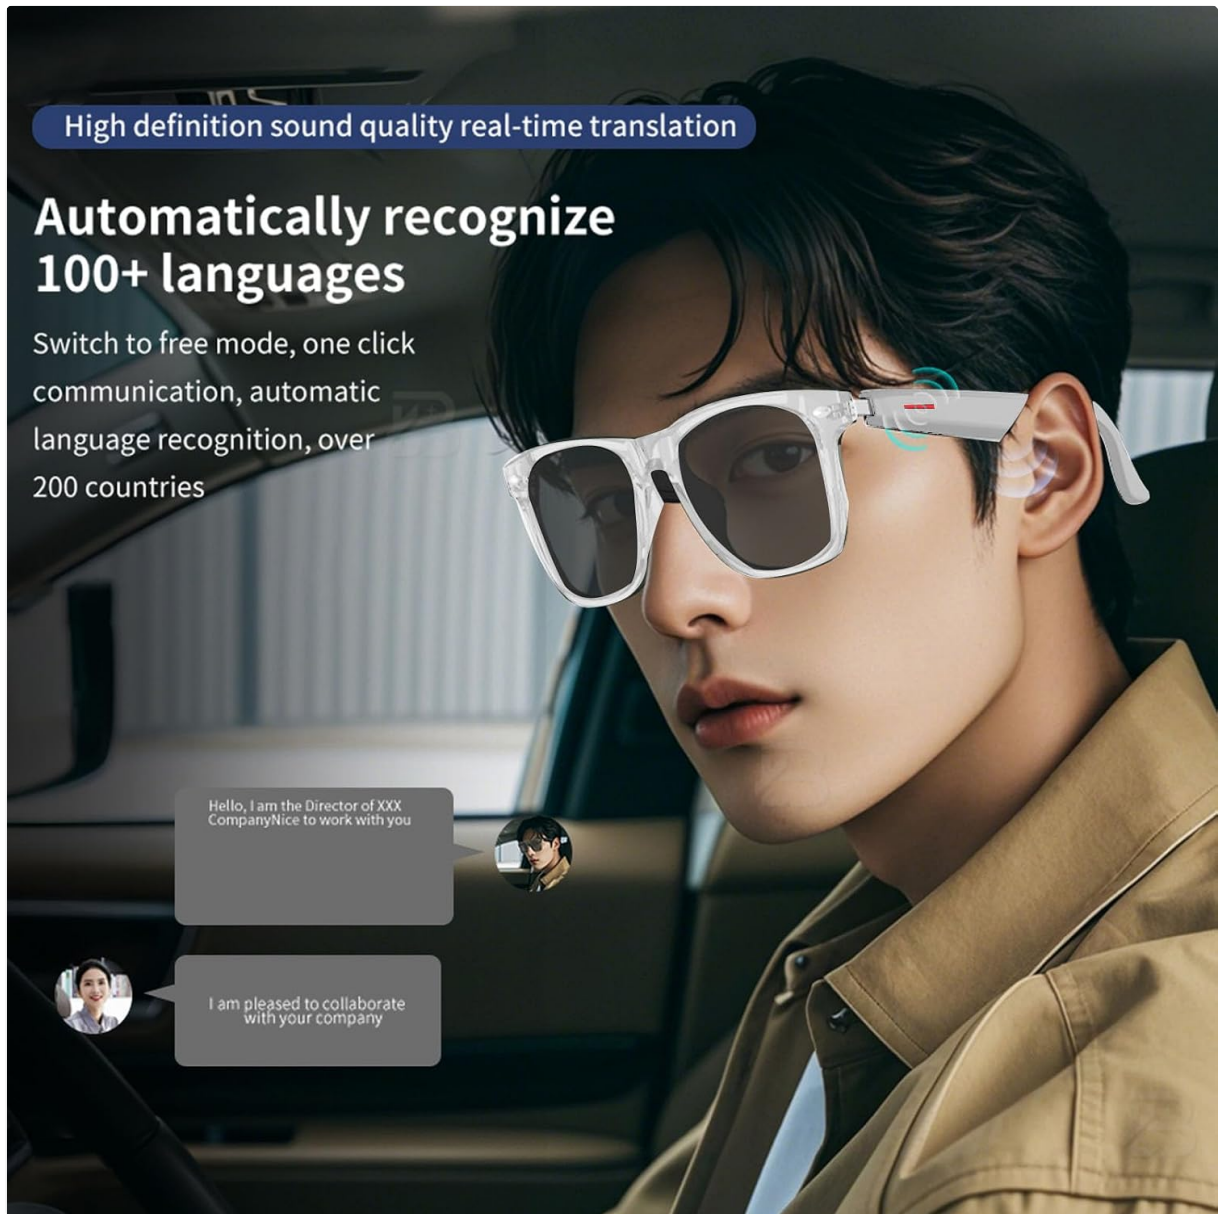 High definition sound quality real-time translation
Automatically recognize
100+ languages
Switch to free mode, one click
communication, automatic
language recognition, over
200 countries
Hello, I am the Director of XXX
CompanyNice to work with you
I am pleased to collaborate
with your company